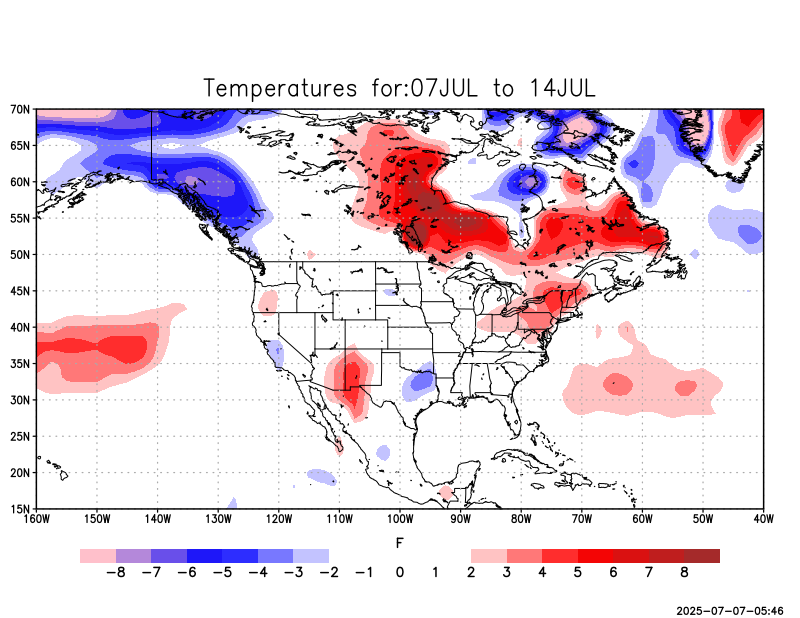 Temperatures for:07JUL to 14JUL
70N
65N
60N
55N
50N
45N
40N
35N
30N
25N
20N
15N
160W 150W 140W 130W 120W 110W 100W 90W 80W 70W 60W 50W 40W
F
−8 −7 −6 −5 −4 −3 −2 −1 0 1 2 3 4 5 6 7 8
2025-07-07-05:46